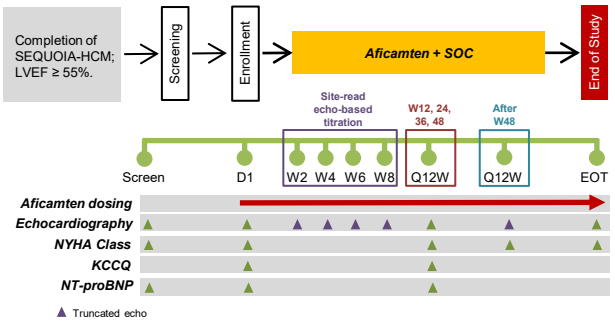 Completion of
SEQUOIA-HCM;
LVEF ≥ 55%.
Screening
Enrollment
Aficamten + SOC
End of Study
Site-read
echo-based
titration
W12, 24,
36, 48
After
W48
Screen D1 W2 W4 W6 W8 Q12W Q12W EOT
Aficamten dosing
Echocardiography
NYHA Class
KCCQ
NT-proBNP
Truncated echo